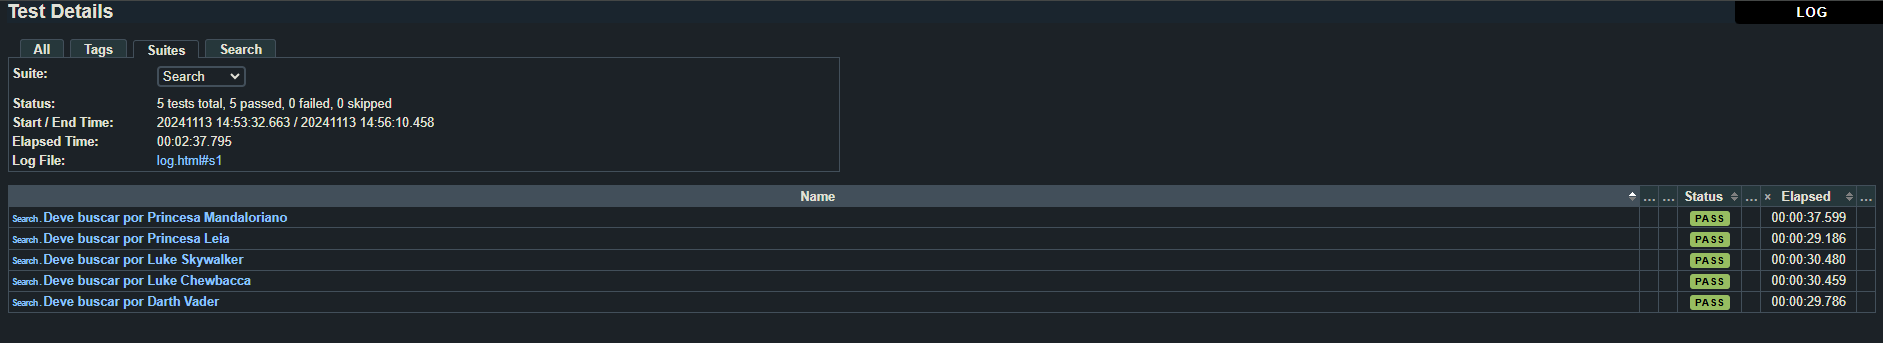 Test Details
LOG
All Tags Suites Search
Suite: Search
Status: 5 tests total, 5 passed, 0 failed, 0 skipped
Start / End Time: 20241113 14:53:32.663 / 20241113 14:56:10.458
Elapsed Time: 00:02:37.795
Log File: log.html#s1
Name ... ... Status ... × Elapsed ...
Search . Deve buscar por Princesa Mandaloriano PASS 00:00:37.599
Search . Deve buscar por Princesa Leia PASS 00:00:29.186
Search . Deve buscar por Luke Skywalker PASS 00:00:30.480
Search . Deve buscar por Luke Chewbacca PASS 00:00:30.459
Search . Deve buscar por Darth Vader PASS 00:00:29.786